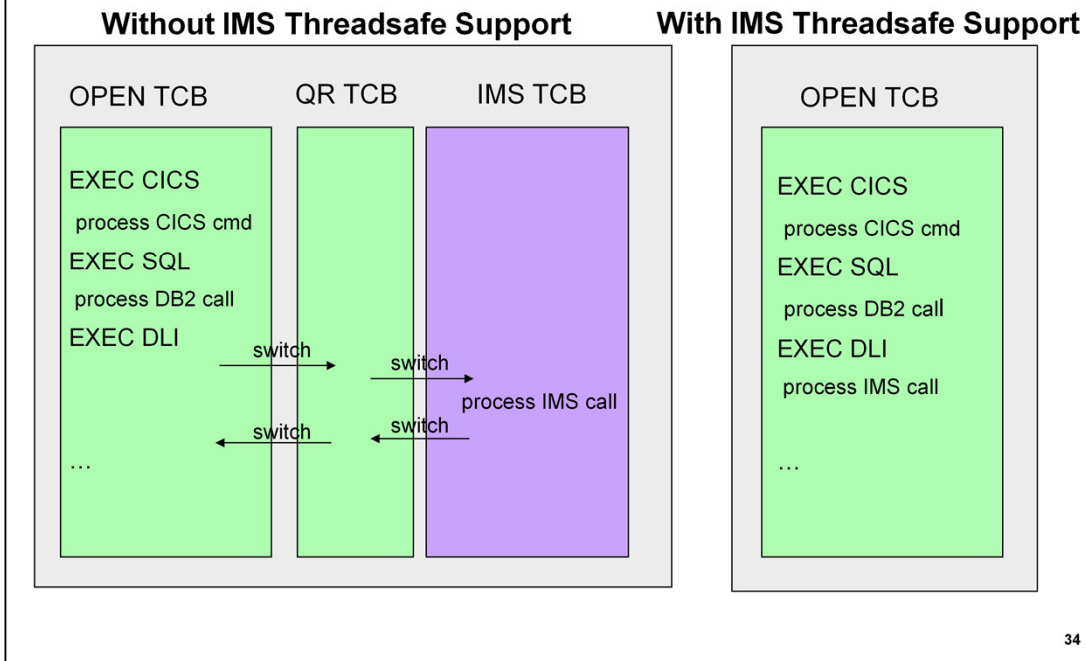 Without IMS Threadsafe Support
OPEN TCB
QR TCB
IMS TCB
EXEC CICS
process CICS cmd
EXEC SQL
process DB2 call
EXEC DLI
switch
switch
process IMS call
switch
switch
…
With IMS Threadsafe Support
OPEN TCB
EXEC CICS
process CICS cmd
EXEC SQL
process DB2 call
EXEC DLI
process IMS call
…
34